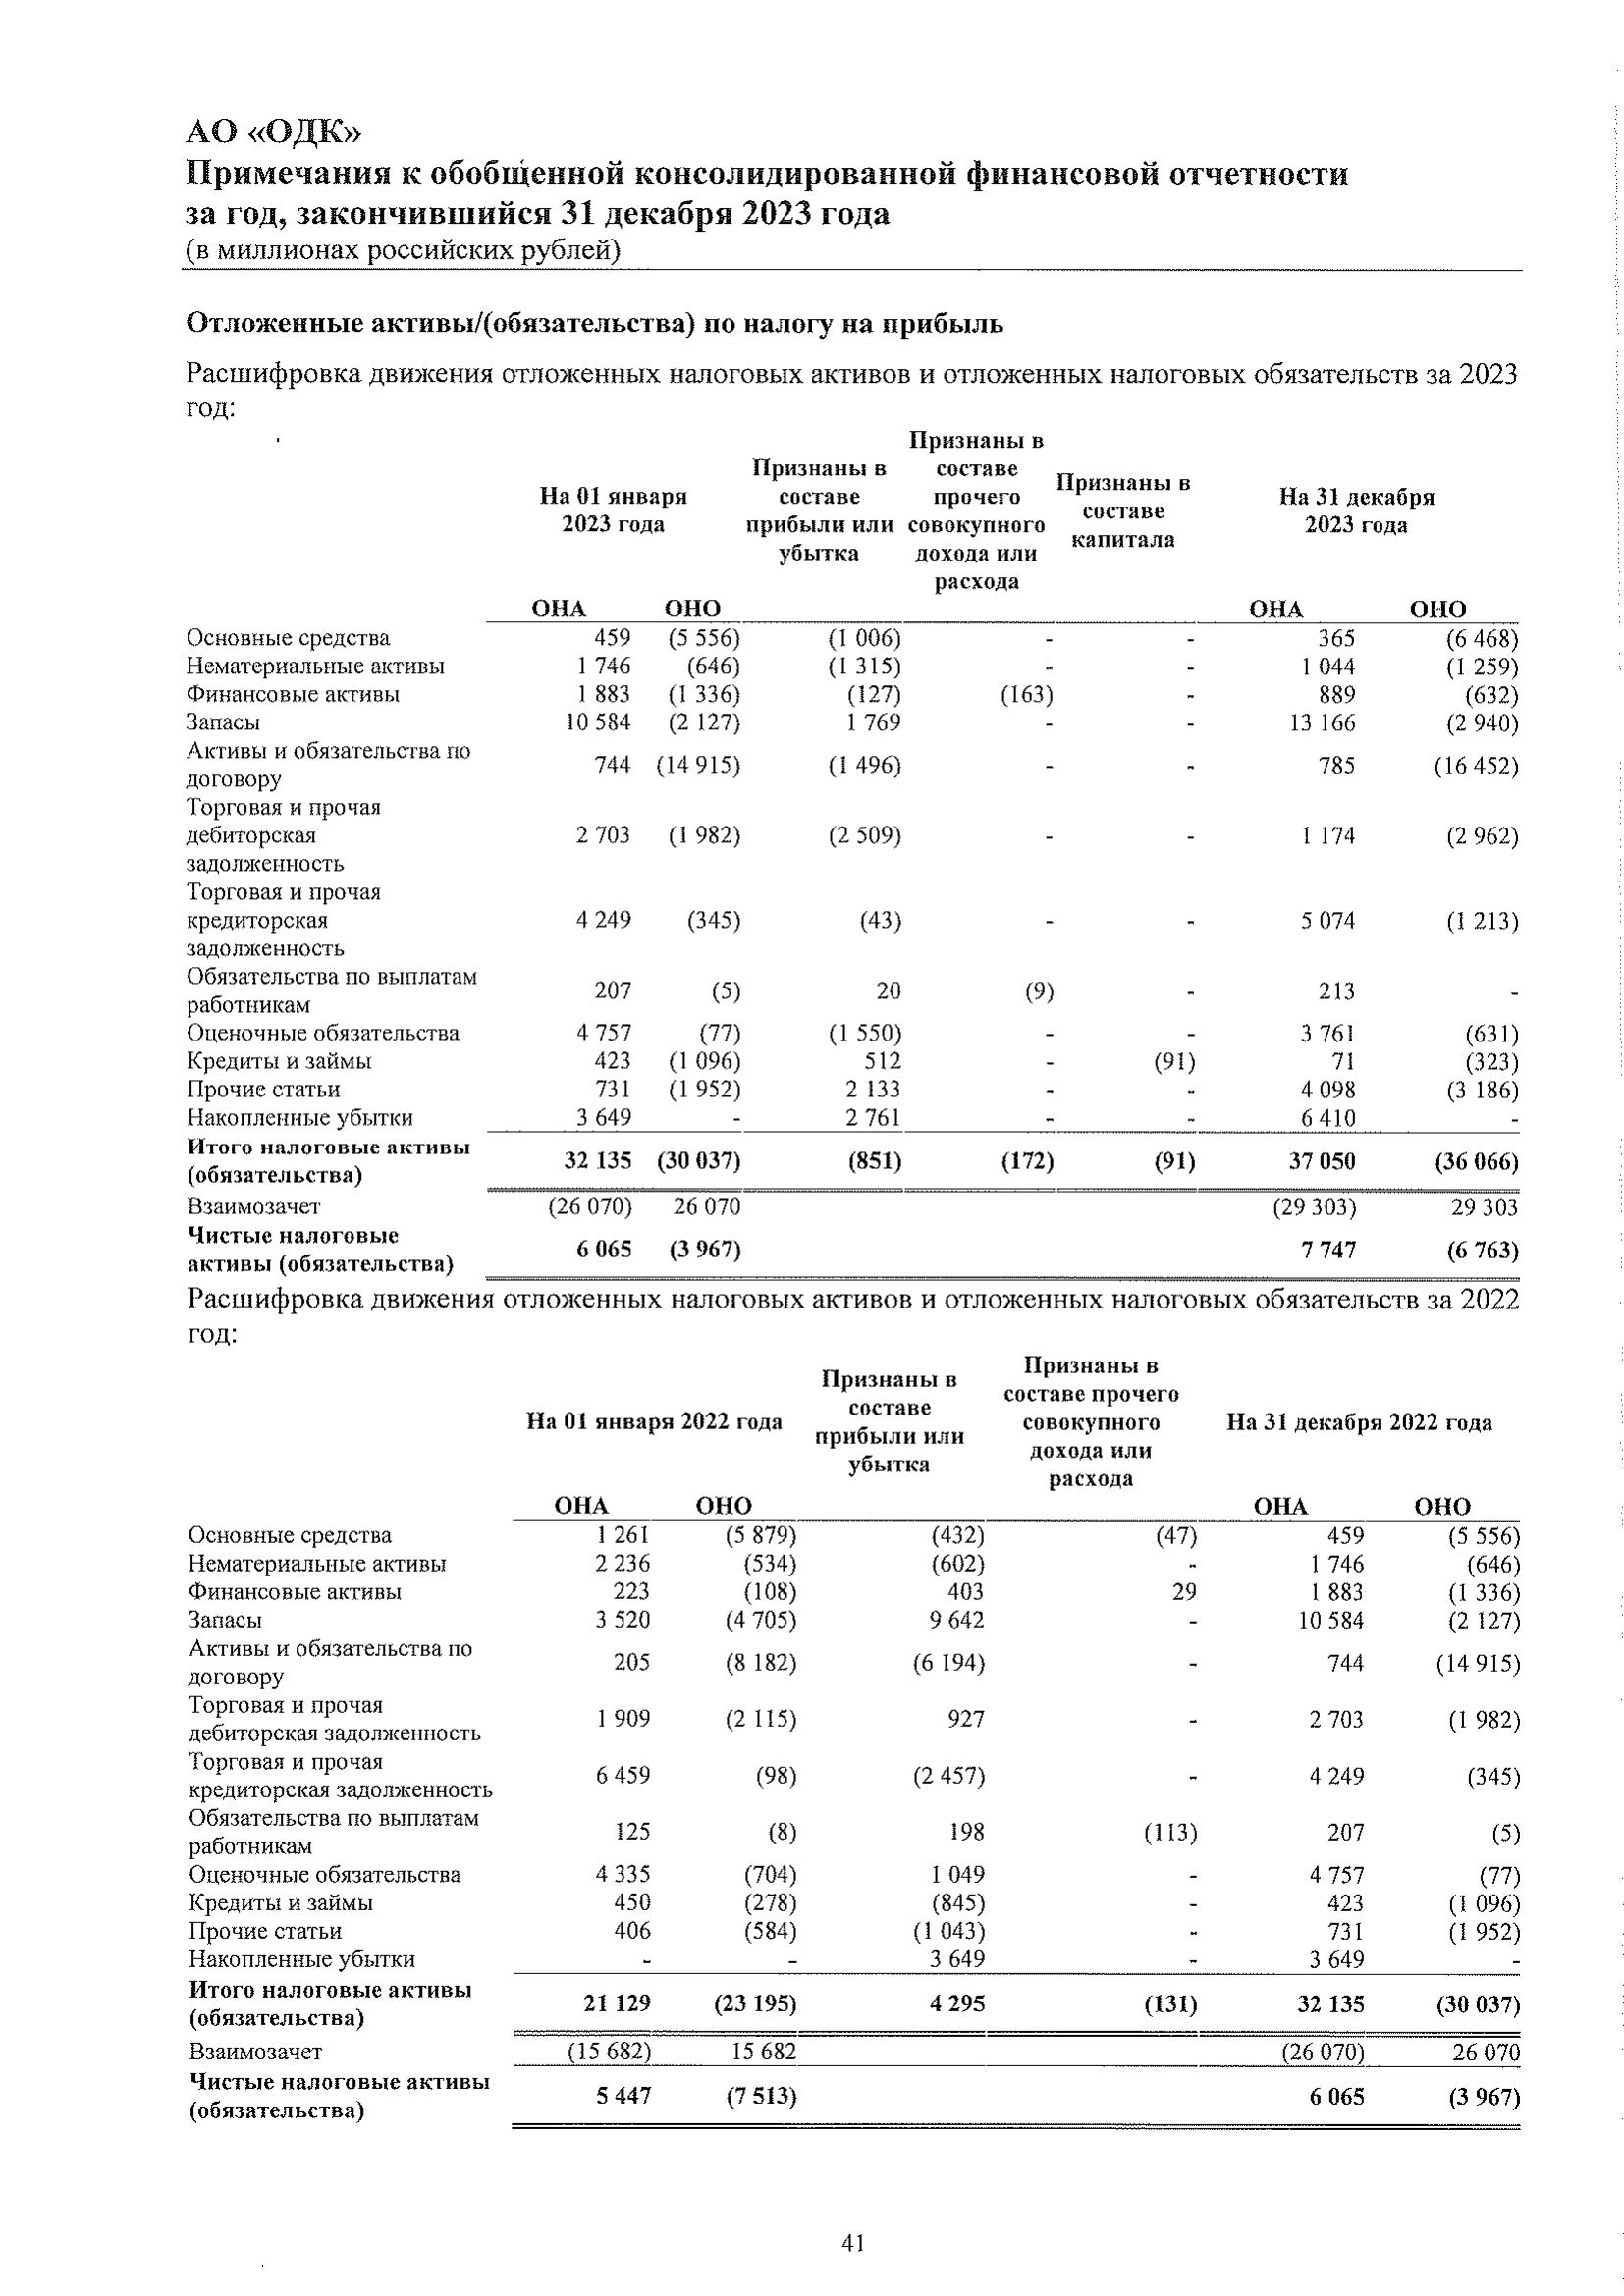 АО «ОДК»
Примечания к обобщенной консолидированной финансовой отчетности
за год, закончившийся 31 декабря 2023 года
(в миллионах российских рублей)
Отложенные активы/(обязательства) по налогу на прибыль
Расшифровка движения отложенных налоговых активов и отложенных налоговых обязательств за 2023
год:
На 01 января 2023 года
Признаны в составе прибыли или убытка
Признаны в составе прочего совокупного дохода или расхода
Признаны в составе капитала
На 31 декабря 2023 года
ОНА ОНО ОНА ОНО
Основные средства 459 (5 556) (1 006) - - 365 (6 468)
Нематериальные активы 1 746 (646) (1 315) - - 1 044 (1 259)
Финансовые активы 1 883 (1 336) (127) (163) - 889 (632)
Запасы 10 584 (2 127) 1 769 - - 13 166 (2 940)
Активы и обязательства по
договору 744 (14 915) (1 496) - - 785 (16 452)
Торговая и прочая
дебиторская 2 703 (1 982) (2 509) - - 1 174 (2 962)
задолженность
Торговая и прочая
кредиторская 4 249 (345) (43) - - 5 074 (1 213)
задолженность
Обязательства по выплатам
работникам 207 (5) 20 (9) - 213 -
Оценочные обязательства 4 757 (77) (1 550) - - 3 761 (631)
Кредиты и займы 423 (1 096) 512 - (91) 71 (323)
Прочие статьи 731 (1 952) 2 133 - - 4 098 (3 186)
Накопленные убытки 3 649 - 2 761 - - 6 410 -
Итого налоговые активы
(обязательства) 32 135 (30 037) (851) (172) (91) 37 050 (36 066)
Взаимозачет (26 070) 26 070 (29 303) 29 303
Чистые налоговые
активы (обязательства) 6 065 (3 967) 7 747 (6 763)
Расшифровка движения отложенных налоговых активов и отложенных налоговых обязательств за 2022
год:
На 01 января 2022 года
Признаны в составе прибыли или убытка
Признаны в составе прочего совокупного дохода или расхода
На 31 декабря 2022 года
ОНА ОНО ОНА ОНО
Основные средства 1 261 (5 879) (432) (47) 459 (5 556)
Нематериальные активы 2 236 (534) (602) - 1 746 (646)
Финансовые активы 223 (108) 403 29 1 883 (1 336)
Запасы 3 520 (4 705) 9 642 - 10 584 (2 127)
Активы и обязательства по
договору 205 (8 182) (6 194) - 744 (14 915)
Торговая и прочая
дебиторская задолженность 1 909 (2 115) 927 - 2 703 (1 982)
Торговая и прочая
кредиторская задолженность 6 459 (98) (2 457) - 4 249 (345)
Обязательства по выплатам
работникам 125 (8) 198 (113) 207 (5)
Оценочные обязательства 4 335 (704) 1 049 - 4 757 (77)
Кредиты и займы 450 (278) (845) - 423 (1 096)
Прочие статьи 406 (584) (1 043) - 731 (1 952)
Накопленные убытки - - 3 649 - 3 649 -
Итого налоговые активы
(обязательства) 21 129 (23 195) 4 295 (131) 32 135 (30 037)
Взаимозачет (15 682) 15 682 (26 070) 26 070
Чистые налоговые активы
(обязательства) 5 447 (7 513) 6 065 (3 967)
41